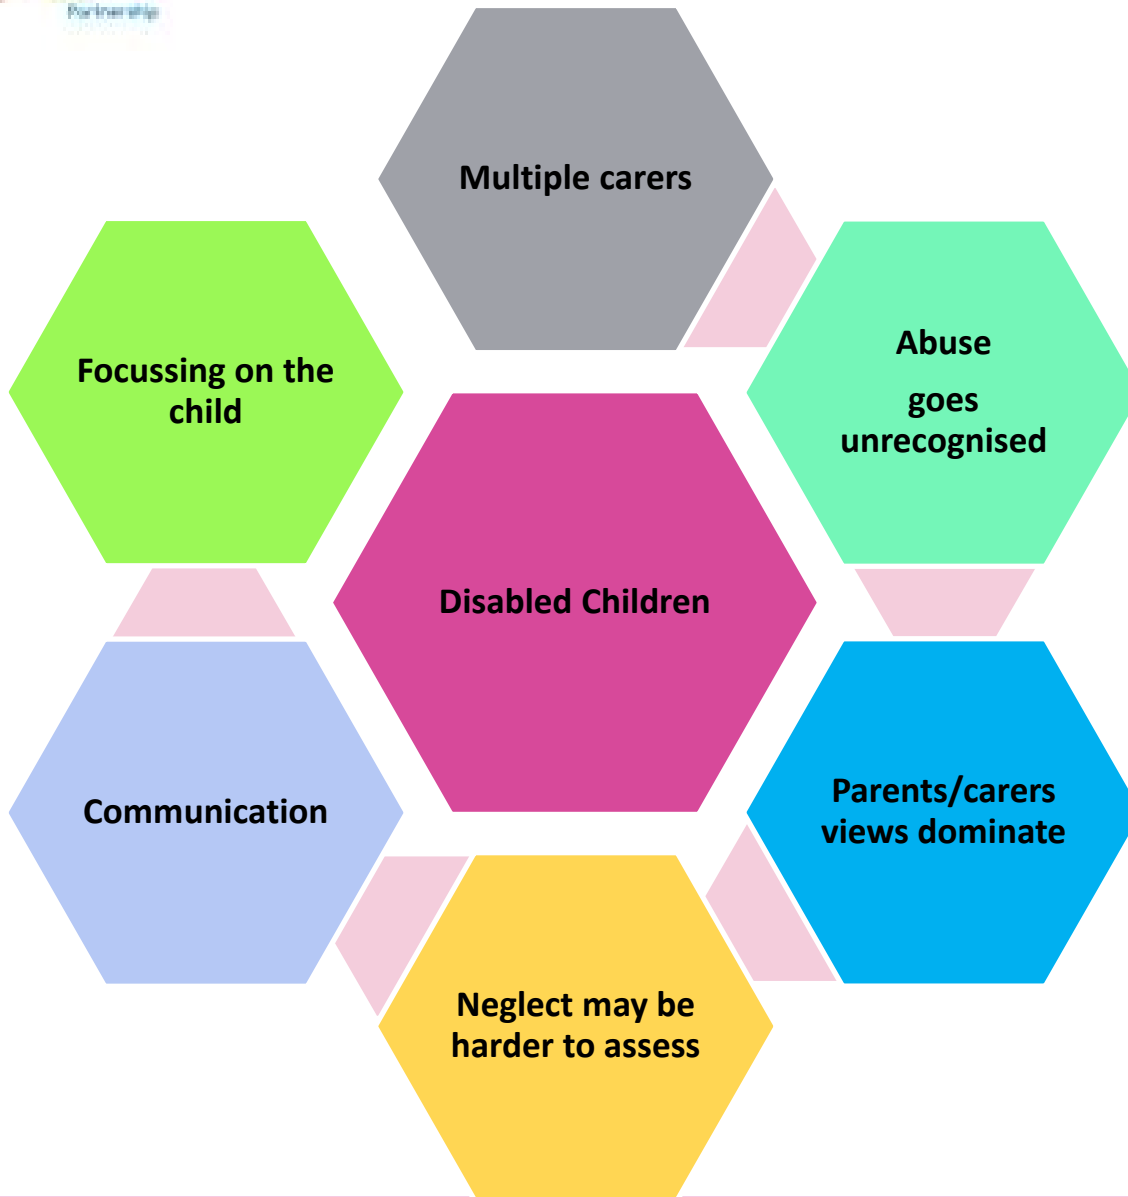 Partnership
Multiple carers
Focussing on the
child
Abuse
goes
unrecognised
Disabled Children
Communication
Parents/carers
views dominate
Neglect may be
harder to assess